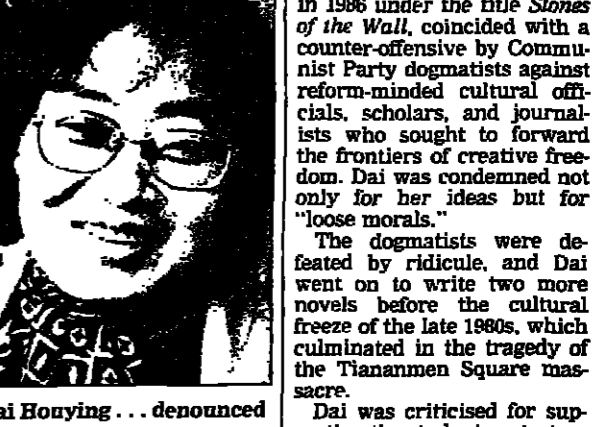 in 1986 under the title Stones
of the Wall, coincided with a
counter-offensive by Commu-
nist Party dogmatists against
reform-minded cultural offi-
cials, scholars, and journal-
ists who sought to forward
the frontiers of creative free-
dom. Dai was condemned not
only for her ideas but for
"loose morals."
The dogmatists were de-
feated by ridicule, and Dai
went on to write two more
novels before the cultural
freeze of the late 1980s, which
culminated in the tragedy of
the Tiananmen Square mas-
sacre.
Dai was criticised for sup-
ai Houying . . . denounced